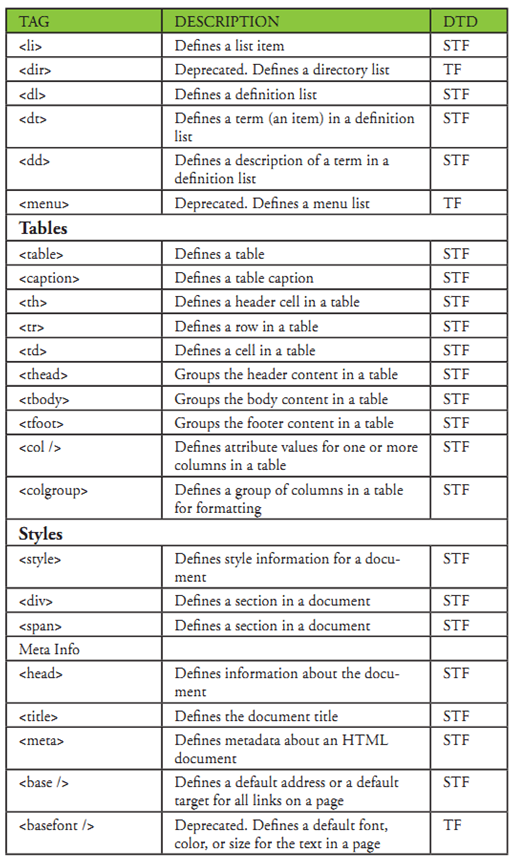 TAG DESCRIPTION DTD
<li> Defines a list item STF
<dir> Deprecated. Defines a directory list TF
<dl> Defines a definition list STF
<dt> Defines a term (an item) in a definition STF
list
<dd> Defines a description of a term in a STF
definition list
<menu> Deprecated. Defines a menu list TF
Tables
<table> Defines a table STF
<caption> Defines a table caption STF
<th> Defines a header cell in a table STF
<tr> Defines a row in a table STF
<td> Defines a cell in a table STF
<thead> Groups the header content in a table STF
<tbody> Groups the body content in a table STF
<tfoot> Groups the footer content in a table STF
<col /> Defines attribute values for one or more STF
columns in a table
<colgroup> Defines a group of columns in a table STF
for formatting
Styles
<style> Defines style information for a docu- STF
ment
<div> Defines a section in a document STF
<span> Defines a section in a document STF
Meta Info
<head> Defines information about the docu- STF
ment
<title> Defines the document title STF
<meta> Defines metadata about an HTML STF
document
<base /> Defines a default address or a default STF
target for all links on a page
<basefont /> Deprecated. Defines a default font, TF
color, or size for the text in a page